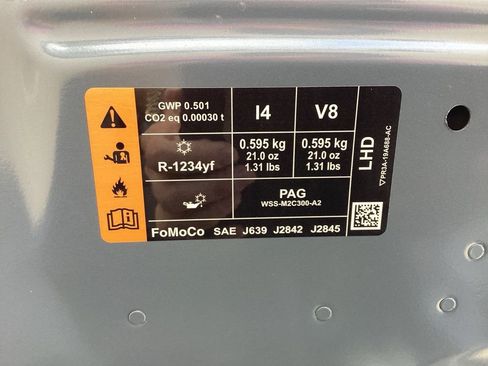 GWP 0.501
CO2 eq 0.00030 t
I4
V8
R-1234yf
0.595 kg
21.0 oz
1.31 lbs
0.595 kg
21.0 oz
1.31 lbs
PAG
WSS-M2C300-A2
FoMoCo SAE J639 J2842 J2845
LHD
PR3A-19A688-AC